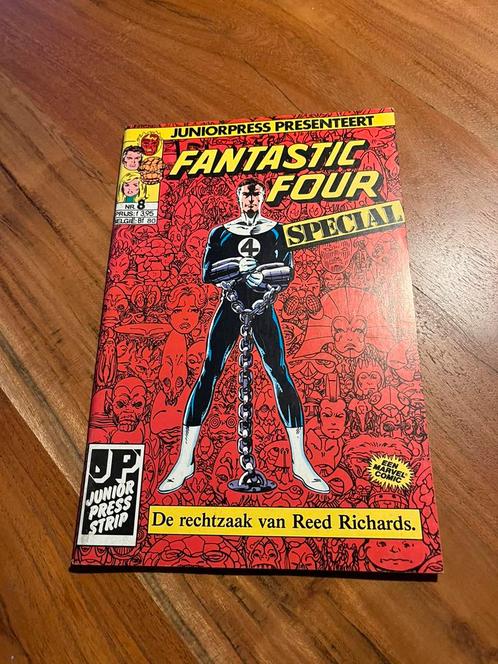 JUNIORPRESS PRESENTEERT
FANTASTIC
FOUR
SPECIAL
NR. 8
PRIJS: f 3,95
BELGIË-Bf 80
4
JP
JUNIOR
PRESS
STRIP
EEN
MARVEL
COMIC
De rechtzaak van Reed Richards.